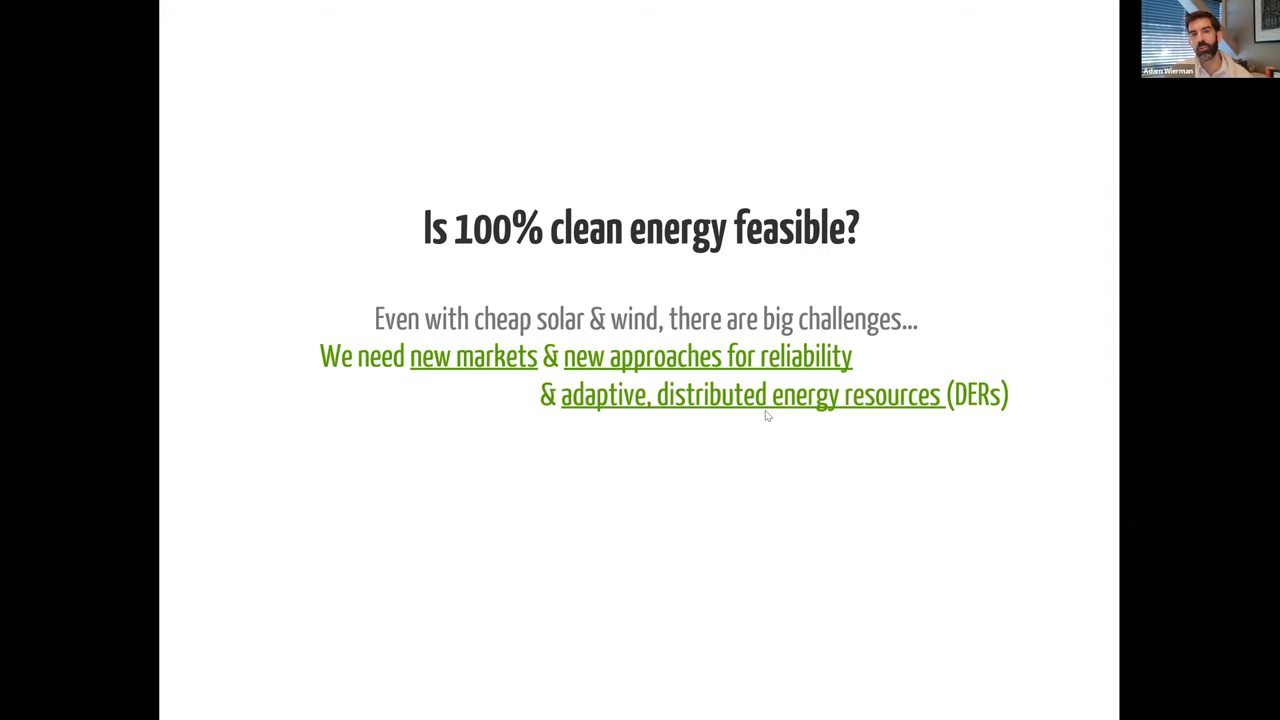 Adam Wierman
Is 100% clean energy feasible?
Even with cheap solar & wind, there are big challenges...
We need new markets & new approaches for reliability
& adaptive, distributed energy resources (DERs)